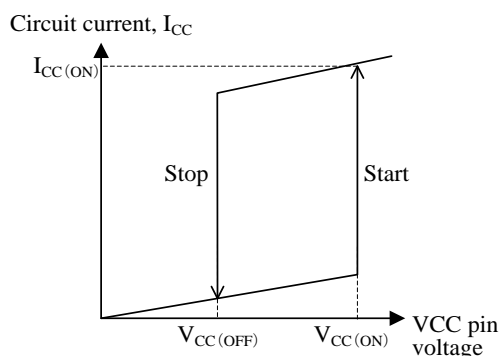 Circuit current, ICC
ICC(ON)
Stop
Start
VCC(OFF)
VCC(ON)
VCC pin
voltage